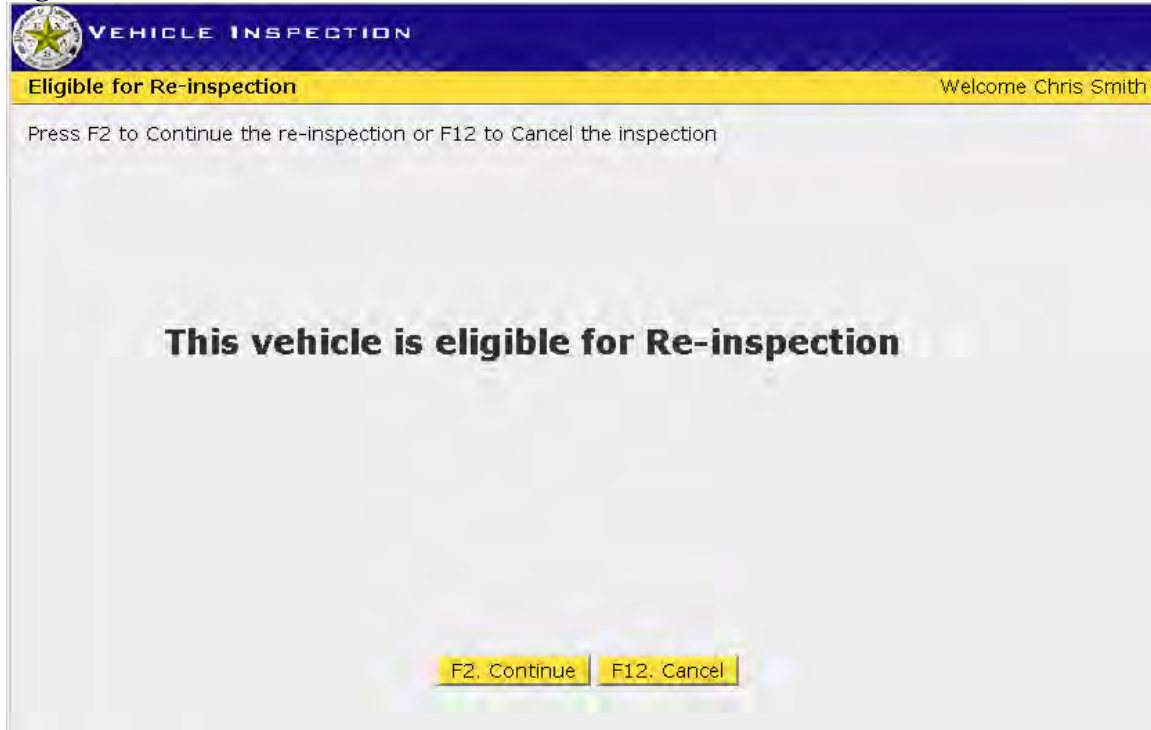 VEHICLE INSPECTION
Eligible for Re-inspection Welcome Chris Smith
Press F2 to Continue the re-inspection or F12 to Cancel the inspection
This vehicle is eligible for Re-inspection
F2. Continue F12. Cancel